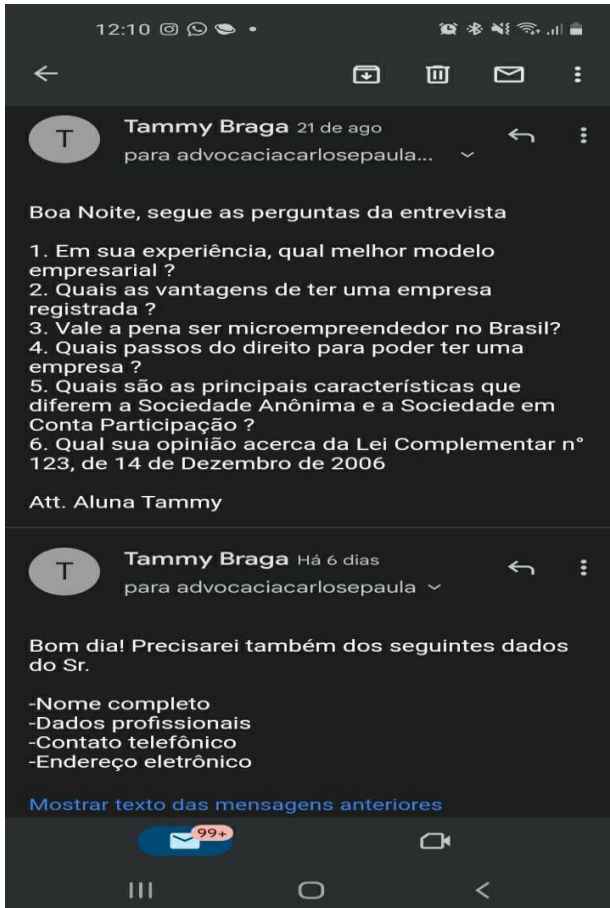 12:10
T
Tammy Braga 21 de ago
para advocaciacarlosepaula...
Boa Noite, segue as perguntas da entrevista
1. Em sua experiência, qual melhor modelo
empresarial ?
2. Quais as vantagens de ter uma empresa
registrada ?
3. Vale a pena ser microempreendedor no Brasil?
4. Quais passos do direito para poder ter uma
empresa ?
5. Quais são as principais características que
diferem a Sociedade Anônima e a Sociedade em
Conta Participação ?
6. Qual sua opinião acerca da Lei Complementar n°
123, de 14 de Dezembro de 2006
Att. Aluna Tammy
T
Tammy Braga Há 6 dias
para advocaciacarlosepaula
Bom dia! Precisarei também dos seguintes dados
do Sr.
-Nome completo
-Dados profissionais
-Contato telefônico
-Endereço eletrônico
Mostrar texto das mensagens anteriores
99+